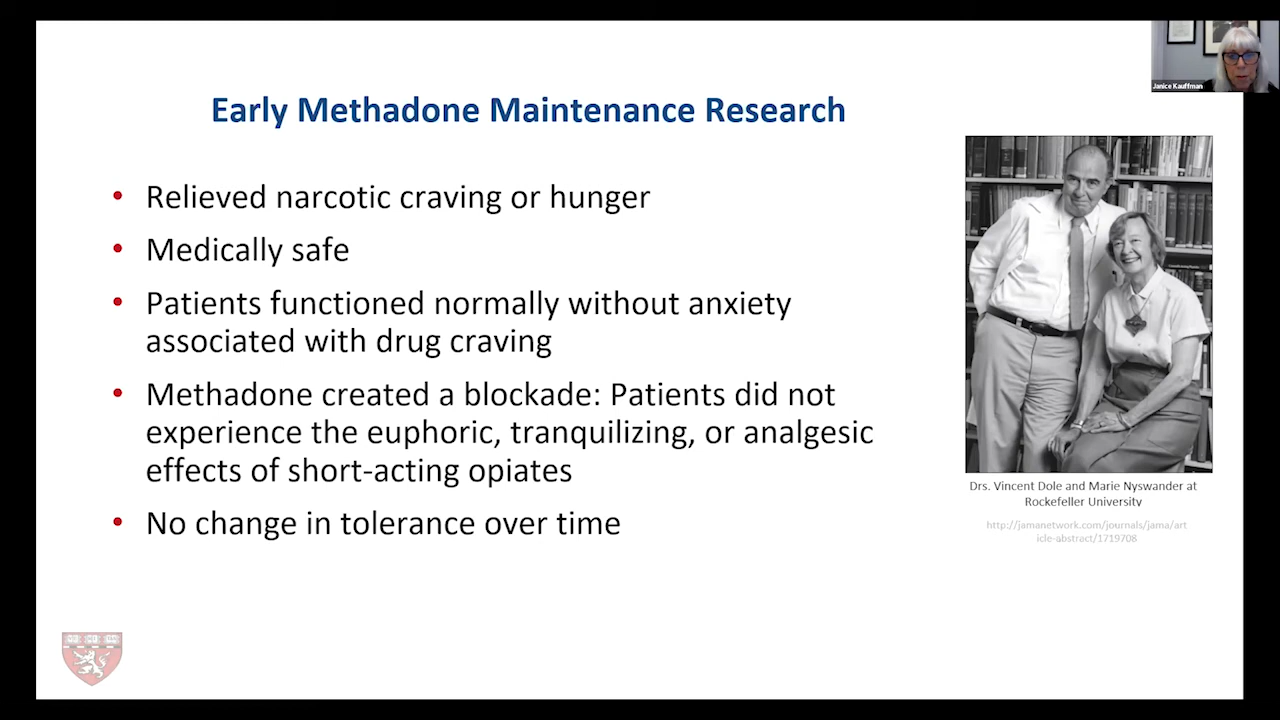 Janice Kauffman
Early Methadone Maintenance Research
• Relieved narcotic craving or hunger
• Medically safe
• Patients functioned normally without anxiety
associated with drug craving
• Methadone created a blockade: Patients did not
experience the euphoric, tranquilizing, or analgesic
effects of short-acting opiates
• No change in tolerance over time
Drs. Vincent Dole and Marie Nyswander at
Rockefeller University
http://jamanetwork.com/journals/jama/art
icle-abstract/1719708